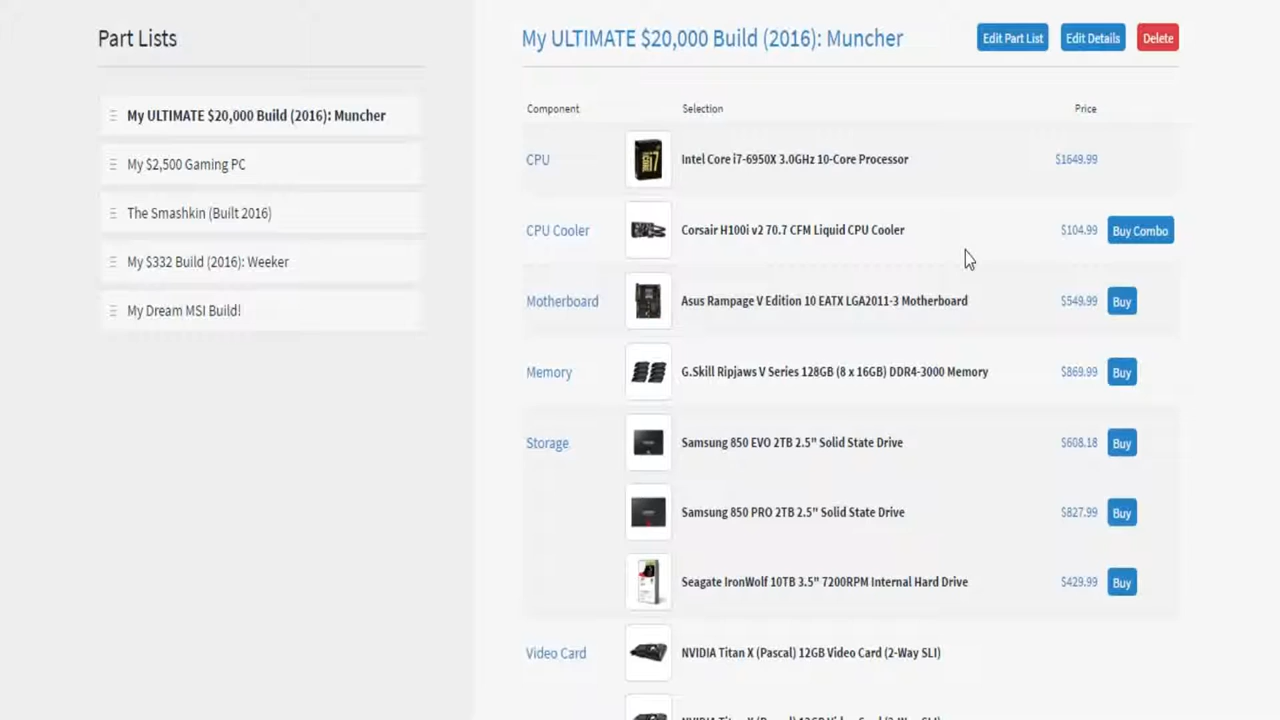 Part Lists
My ULTIMATE $20,000 Build (2016): Muncher
My $2,500 Gaming PC
The Smashkin (Built 2016)
My $332 Build (2016): Weeker
My Dream MSI Build!
My ULTIMATE $20,000 Build (2016): Muncher
Edit Part List Edit Details Delete
Component Selection Price
CPU Intel Core i7-6950X 3.0GHz 10-Core Processor $1649.99
CPU Cooler Corsair H100i v2 70.7 CFM Liquid CPU Cooler $104.99 Buy Combo
Motherboard Asus Rampage V Edition 10 EATX LGA2011-3 Motherboard $549.99 Buy
Memory G.Skill Ripjaws V Series 128GB (8 x 16GB) DDR4-3000 Memory $869.99 Buy
Storage Samsung 850 EVO 2TB 2.5" Solid State Drive $608.18 Buy
Samsung 850 PRO 2TB 2.5" Solid State Drive $827.99 Buy
Seagate IronWolf 10TB 3.5" 7200RPM Internal Hard Drive $429.99 Buy
Video Card NVIDIA Titan X (Pascal) 12GB Video Card (2-Way SLI)